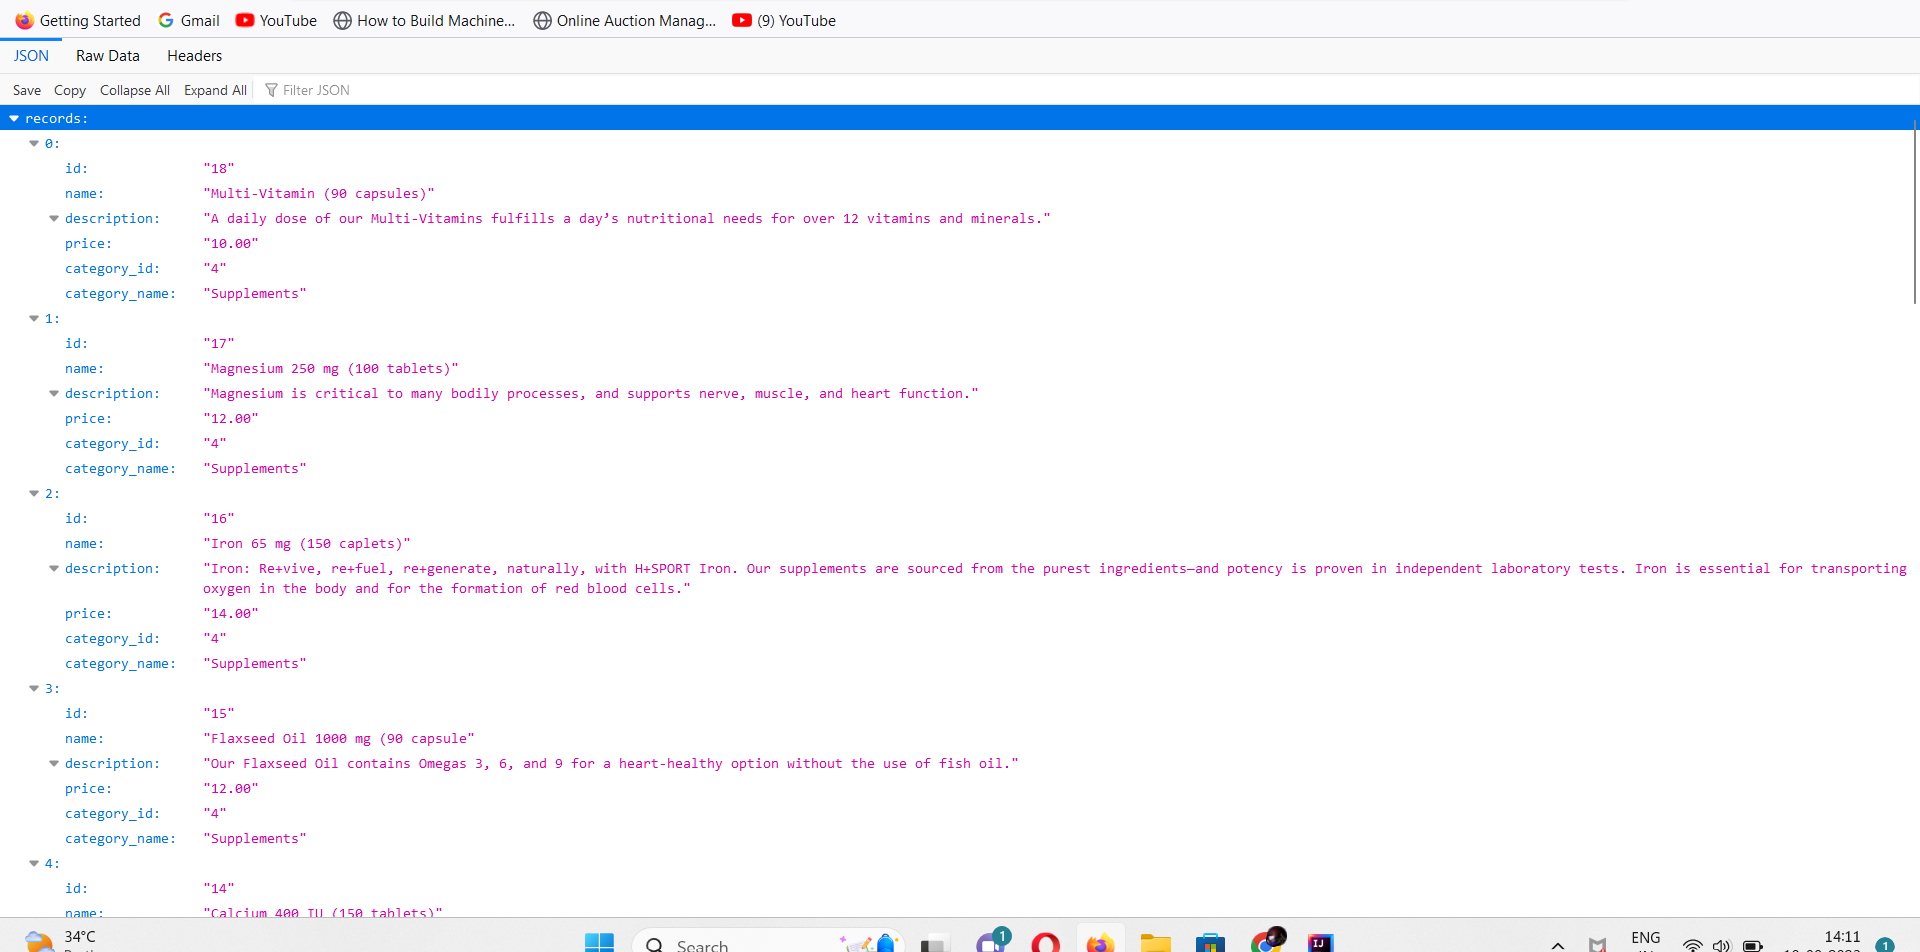 Getting Started Gmail YouTube How to Build Machine... Online Auction Manag... (9) YouTube
JSON Raw Data Headers
Save Copy Collapse All Expand All Filter JSON
records:
0:
id: "18"
name: "Multi-Vitamin (90 capsules)"
description: "A daily dose of our Multi-Vitamins fulfills a day’s nutritional needs for over 12 vitamins and minerals."
price: "10.00"
category_id: "4"
category_name: "Supplements"
1:
id: "17"
name: "Magnesium 250 mg (100 tablets)"
description: "Magnesium is critical to many bodily processes, and supports nerve, muscle, and heart function."
price: "12.00"
category_id: "4"
category_name: "Supplements"
2:
id: "16"
name: "Iron 65 mg (150 caplets)"
description: "Iron: Re+vive, re+fuel, re+generate, naturally, with H+SPORT Iron. Our supplements are sourced from the purest ingredients—and potency is proven in independent laboratory tests. Iron is essential for transporting
oxygen in the body and for the formation of red blood cells."
price: "14.00"
category_id: "4"
category_name: "Supplements"
3:
id: "15"
name: "Flaxseed Oil 1000 mg (90 capsule"
description: "Our Flaxseed Oil contains Omegas 3, 6, and 9 for a heart-healthy option without the use of fish oil."
price: "12.00"
category_id: "4"
category_name: "Supplements"
4:
id: "14"
name: "Calcium 400 IU (150 tablets)"
34°C Search 1 IJ ENG 14:11 1